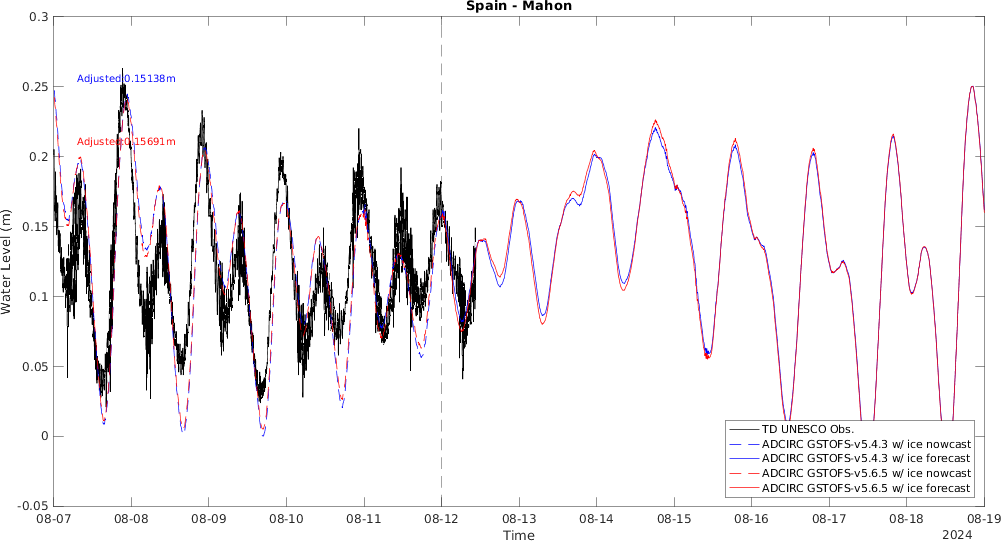 Spain - Mahon
0.3
0.25
0.2
0.15
0.1
0.05
0
-0.05
Water Level (m)
Adjusted 0.15138m
Adjusted 0.15691m
TD UNESCO Obs.
ADCIRC GSTOFS-v5.4.3 w/ ice nowcast
ADCIRC GSTOFS-v5.4.3 w/ ice forecast
ADCIRC GSTOFS-v5.6.5 w/ ice nowcast
ADCIRC GSTOFS-v5.6.5 w/ ice forecast
08-07 08-08 08-09 08-10 08-11 08-12 08-13 08-14 08-15 08-16 08-17 08-18 08-19
Time
2024